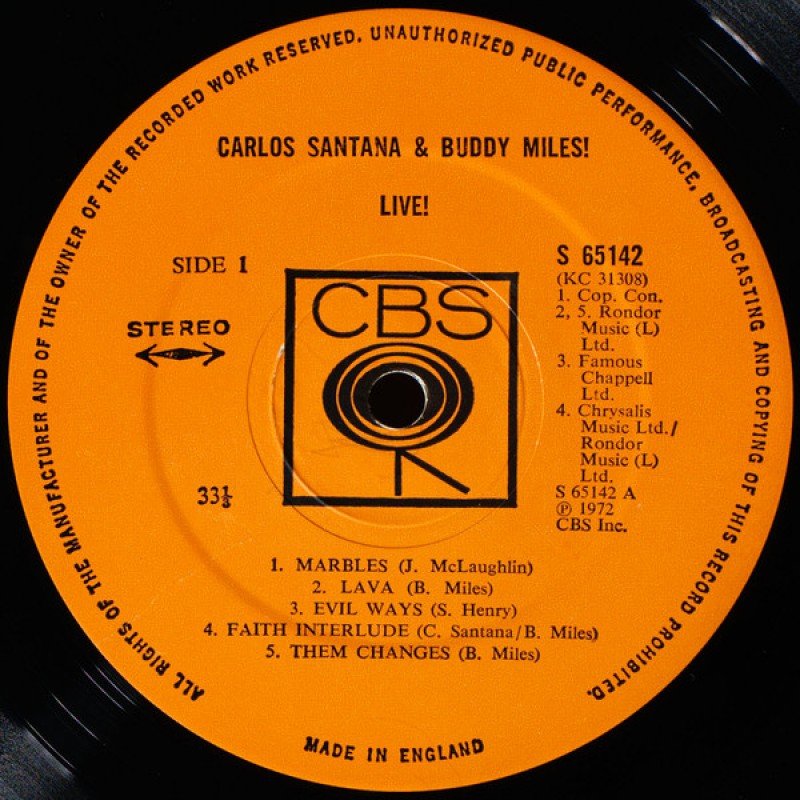 ALL RIGHTS OF THE MANUFACTURER AND OF THE OWNER OF THE RECORDED WORK RESERVED. UNAUTHORIZED PUBLIC PERFORMANCE, BROADCASTING AND COPYING OF THIS RECORD PROHIBITED.
CARLOS SANTANA & BUDDY MILES!
LIVE!
SIDE 1
STEREO
33⅓
CBS
S 65142
(KC 31308)
1. Cop. Con.
2, 5. Rondor
Music (L)
Ltd.
3. Famous
Chappell
Ltd.
4. Chrysalis
Music Ltd./
Rondor
Music (L)
Ltd.
S 65142 A
℗ 1972
CBS Inc.
1. MARBLES (J. McLaughlin)
2. LAVA (B. Miles)
3. EVIL WAYS (S. Henry)
4. FAITH INTERLUDE (C. Santana/B. Miles)
5. THEM CHANGES (B. Miles)
MADE IN ENGLAND